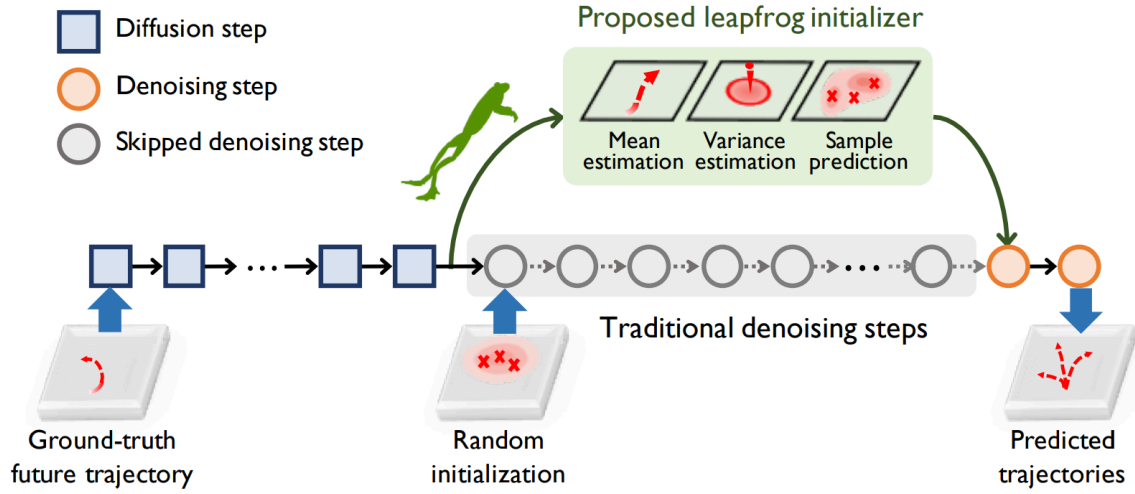 Diffusion step
Denoising step
Skipped denoising step
Proposed leapfrog initializer
Mean
estimation
Variance
estimation
Sample
prediction
...
...
Traditional denoising steps
Ground-truth
future trajectory
Random
initialization
Predicted
trajectories